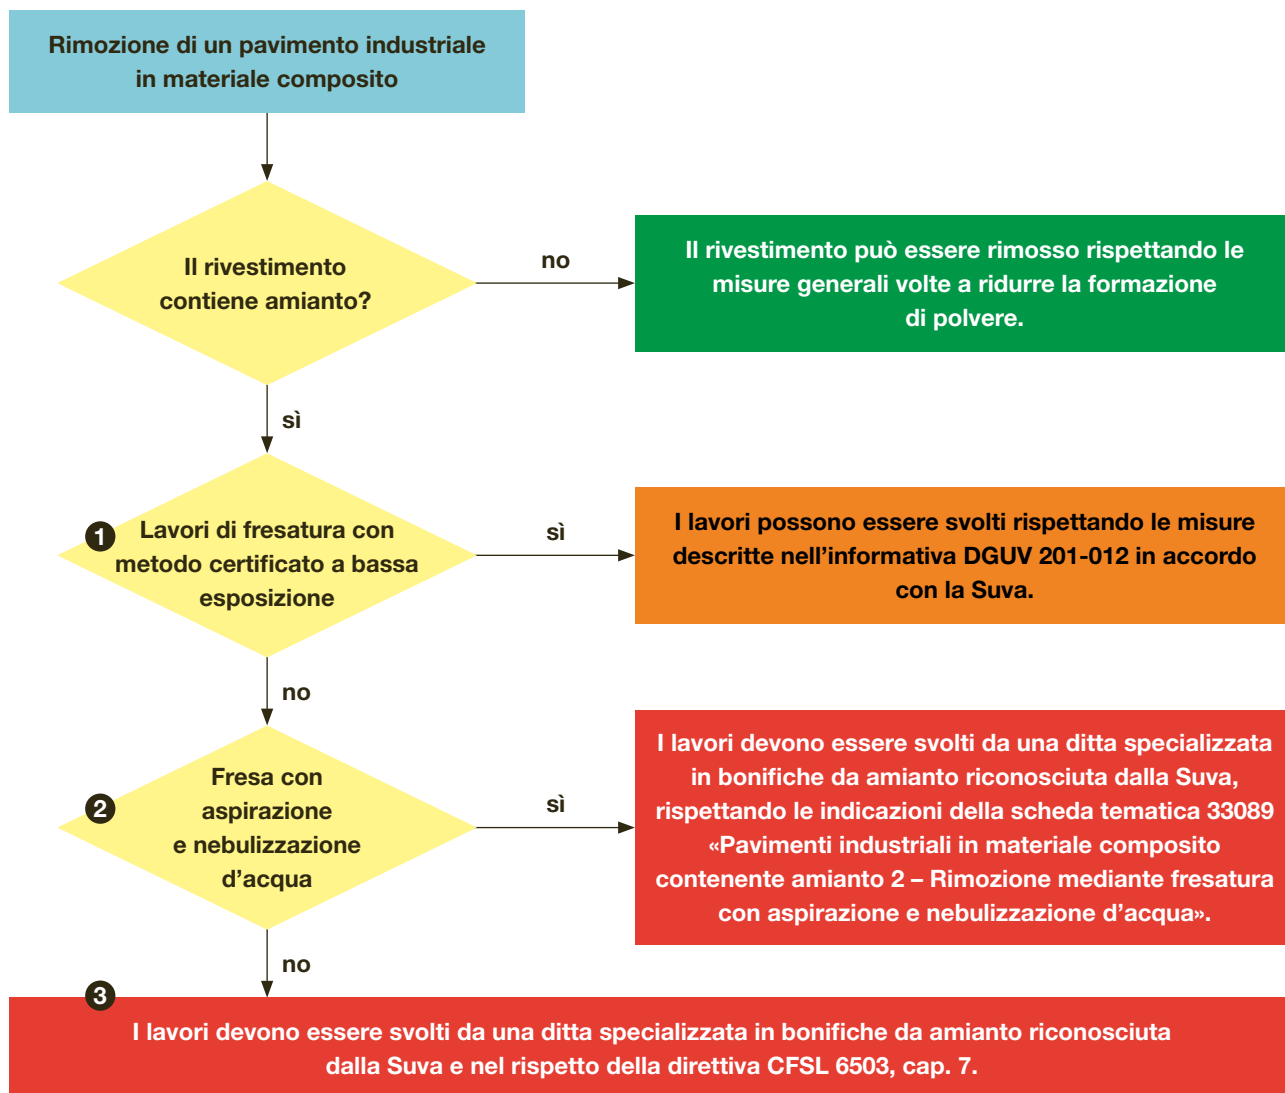 Rimozione di un pavimento industriale
in materiale composito
Il rivestimento
contiene amianto?
no
Il rivestimento può essere rimosso rispettando le
misure generali volte a ridurre la formazione
di polvere.
sì
1
Lavori di fresatura con
metodo certificato a bassa
esposizione
sì
I lavori possono essere svolti rispettando le misure
descritte nell’informativa DGUV 201-012 in accordo
con la Suva.
no
2
Fresa con
aspirazione
e nebulizzazione
d’acqua
sì
I lavori devono essere svolti da una ditta specializzata
in bonifiche da amianto riconosciuta dalla Suva,
rispettando le indicazioni della scheda tematica 33089
«Pavimenti industriali in materiale composito
contenente amianto 2 – Rimozione mediante fresatura
con aspirazione e nebulizzazione d’acqua».
no
3
I lavori devono essere svolti da una ditta specializzata in bonifiche da amianto riconosciuta
dalla Suva e nel rispetto della direttiva CFSL 6503, cap. 7.